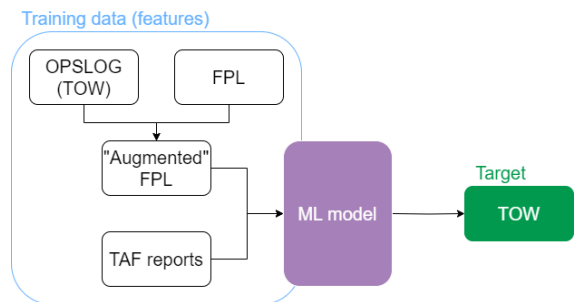 Training data (features)
OPSLOG
(TOW)
FPL
"Augmented"
FPL
TAF reports
ML model
Target
TOW